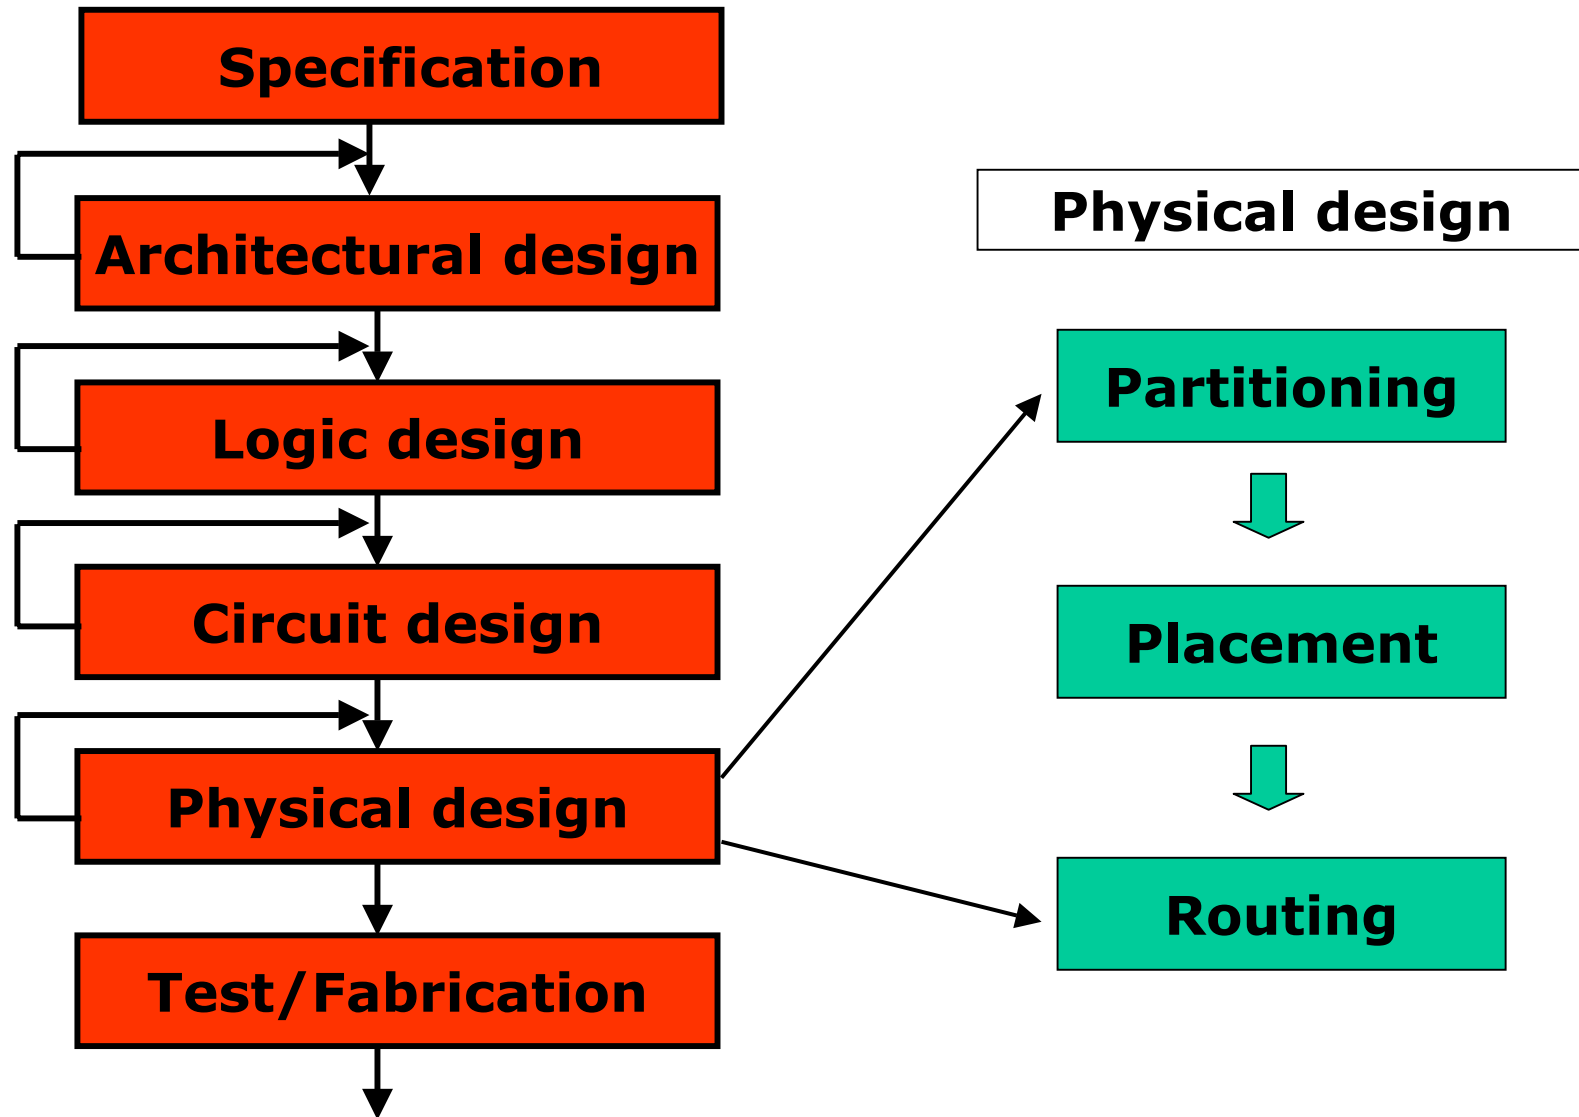 Specification
Architectural design
Logic design
Circuit design
Physical design
Test/Fabrication
Physical design
Partitioning
Placement
Routing